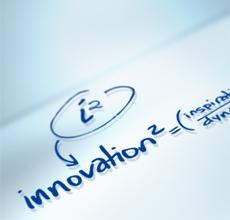 i²
innovation² = (